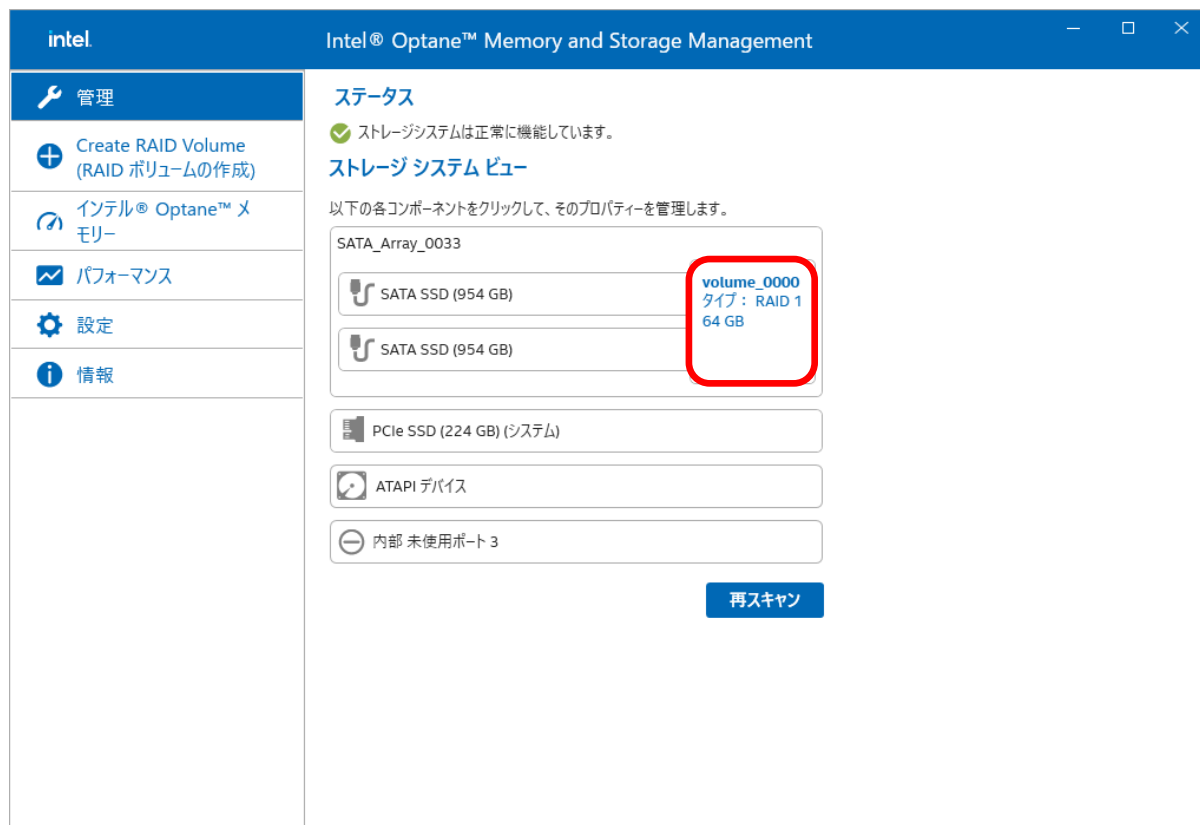 intel.
Intel® Optane™ Memory and Storage Management
管理
Create RAID Volume
(RAID ボリュームの作成)
インテル® Optane™ メ
モリー
パフォーマンス
設定
情報
ステータス
ストレージシステムは正常に機能しています。
ストレージ システム ビュー
以下の各コンポーネントをクリックして、そのプロパティーを管理します。
SATA_Array_0033
SATA SSD (954 GB)
SATA SSD (954 GB)
volume_0000
タイプ： RAID 1
64 GB
PCIe SSD (224 GB) (システム)
ATAPI デバイス
内部 未使用ポート 3
再スキャン